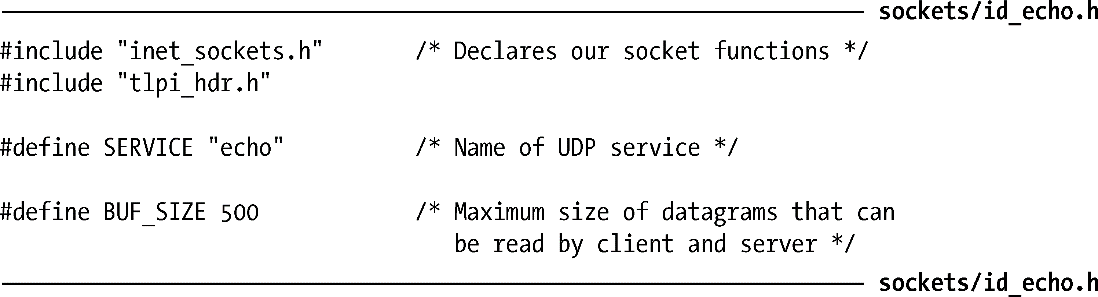 sockets/id_echo.h
#include "inet_sockets.h" /* Declares our socket functions */
#include "tlpi_hdr.h"
#define SERVICE "echo" /* Name of UDP service */
#define BUF_SIZE 500 /* Maximum size of datagrams that can
be read by client and server */
sockets/id_echo.h